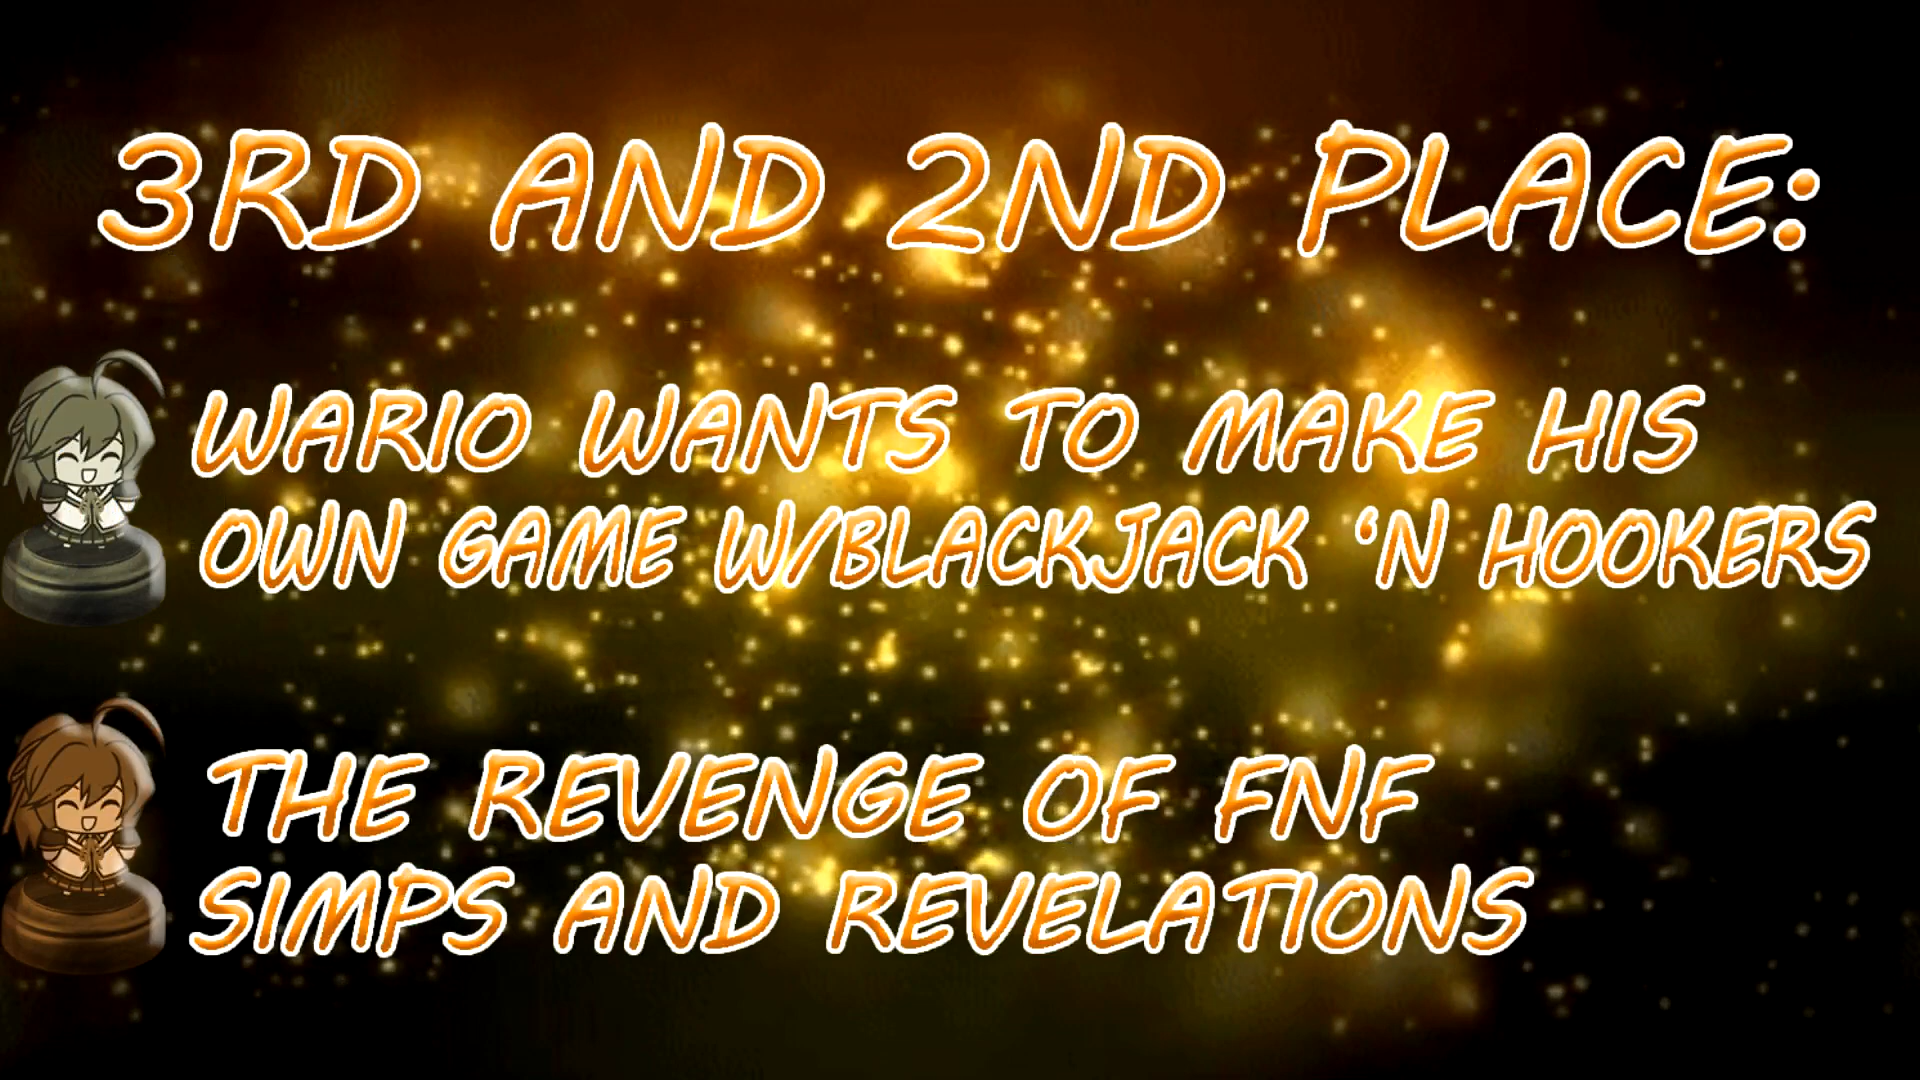 3RD AND 2ND PLACE:
WARIO WANTS TO MAKE HIS
OWN GAME W/BLACKJACK ‘N HOOKERS
THE REVENGE OF FNF
SIMPS AND REVELATIONS